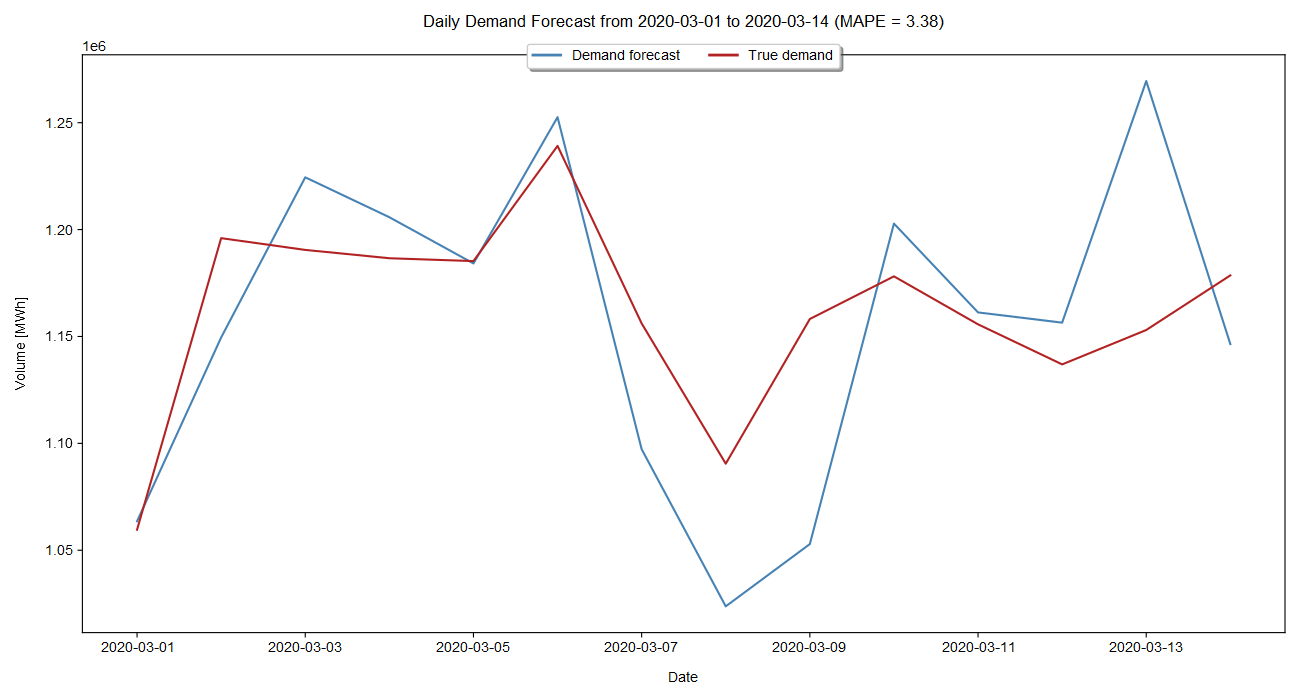 Daily Demand Forecast from 2020-03-01 to 2020-03-14 (MAPE = 3.38)
1e6
Demand forecast True demand
1.25
1.20
1.15
1.10
1.05
Volume [MWh]
2020-03-01 2020-03-03 2020-03-05 2020-03-07 2020-03-09 2020-03-11 2020-03-13
Date